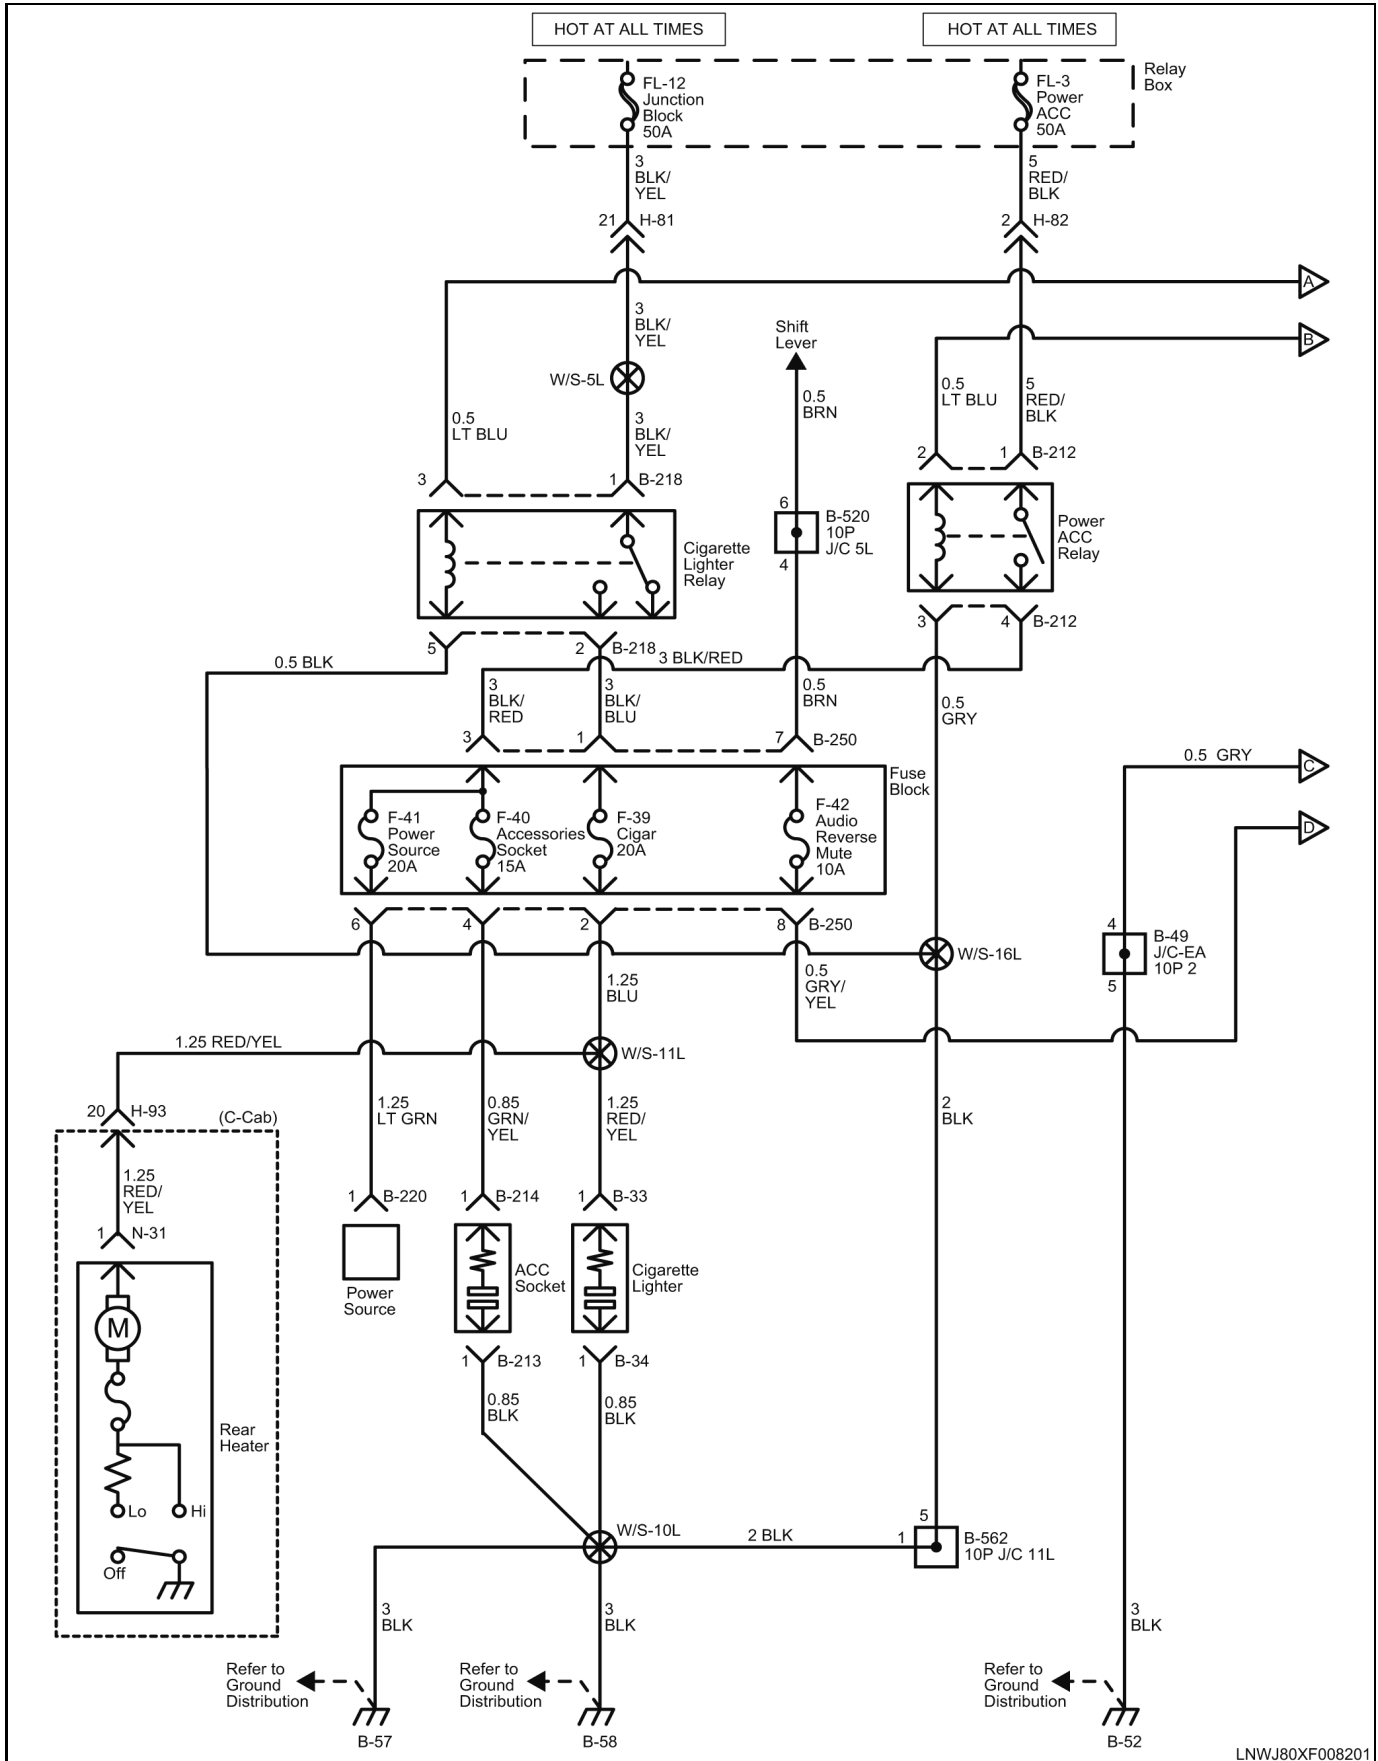 HOT AT ALL TIMES
HOT AT ALL TIMES
Relay
Box
FL-12
Junction
Block
50A
FL-3
Power
ACC
50A
3
BLK/
YEL
5
RED/
BLK
21 H-81
2 H-82
A
3
BLK/
YEL
Shift
Lever
B
W/S-5L
0.5
BRN
0.5
LT BLU
5
RED/
BLK
0.5
LT BLU
3
BLK/
YEL
2 1 B-212
3 1 B-218
6
B-520
10P
J/C 5L
4
Power
ACC
Relay
Cigarette
Lighter
Relay
3 4 B-212
5 2 B-218
0.5 BLK
3 BLK/RED
3
BLK/
RED
3
BLK/
BLU
0.5
BRN
0.5
GRY
3 1 7 B-250
0.5 GRY
C
Fuse
Block
F-41
Power
Source
20A
F-40
Accessories
Socket
15A
F-39
Cigar
20A
F-42
Audio
Reverse
Mute
10A
D
6 4 2 8 B-250
4
B-49
J/C-EA
10P 2
5
W/S-16L
1.25
BLU
0.5
GRY/
YEL
1.25 RED/YEL
W/S-11L
20 H-93
(C-Cab)
1.25
LT GRN
0.85
GRN/
YEL
1.25
RED/
YEL
2
BLK
1.25
RED/
YEL
1 N-31
1 B-220
1 B-214
1 B-33
Power
Source
ACC
Socket
Cigarette
Lighter
M
1 B-213
1 B-34
0.85
BLK
0.85
BLK
Rear
Heater
Lo
Hi
Off
W/S-10L
2 BLK
5
1
B-562
10P J/C 11L
3
BLK
3
BLK
3
BLK
Refer to
Ground
Distribution
Refer to
Ground
Distribution
Refer to
Ground
Distribution
B-57
B-58
B-52
LNWJ80XF008201